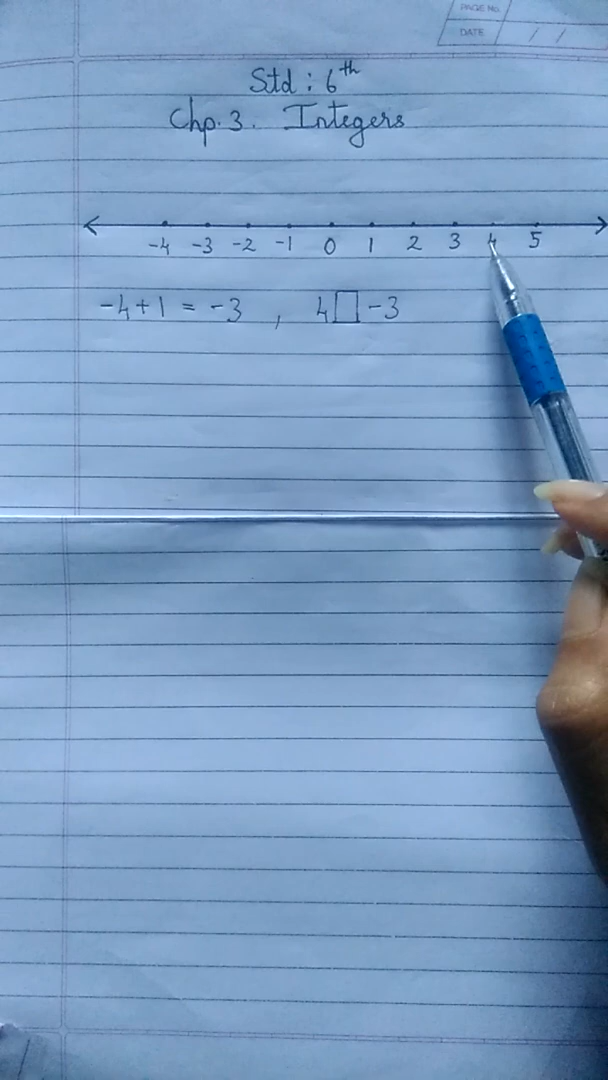 PAGE No.
DATE / /
Std : 6th
Chp. 3. Integers
-4 -3 -2 -1 0 1 2 3 4 5
-4 + 1 = -3 , 4 □ -3